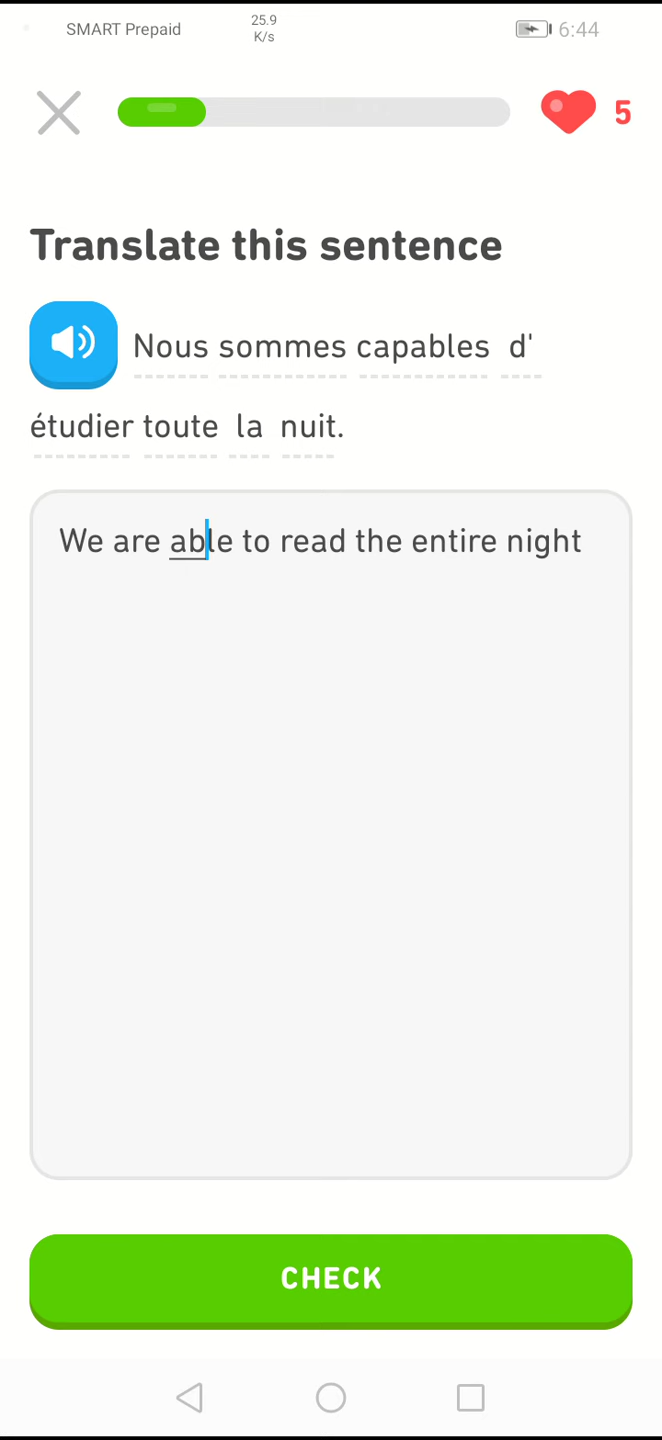 SMART Prepaid
25.9
K/s
6:44
5
Translate this sentence
Nous sommes capables d'
étudier toute la nuit.
We are able to read the entire night
CHECK